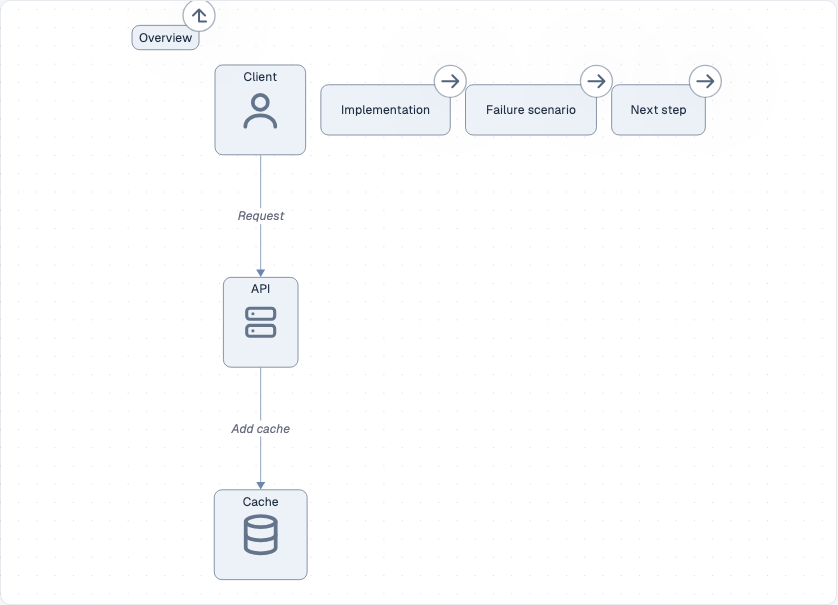 Overview
Client
Implementation
Failure scenario
Next step
Request
API
Add cache
Cache